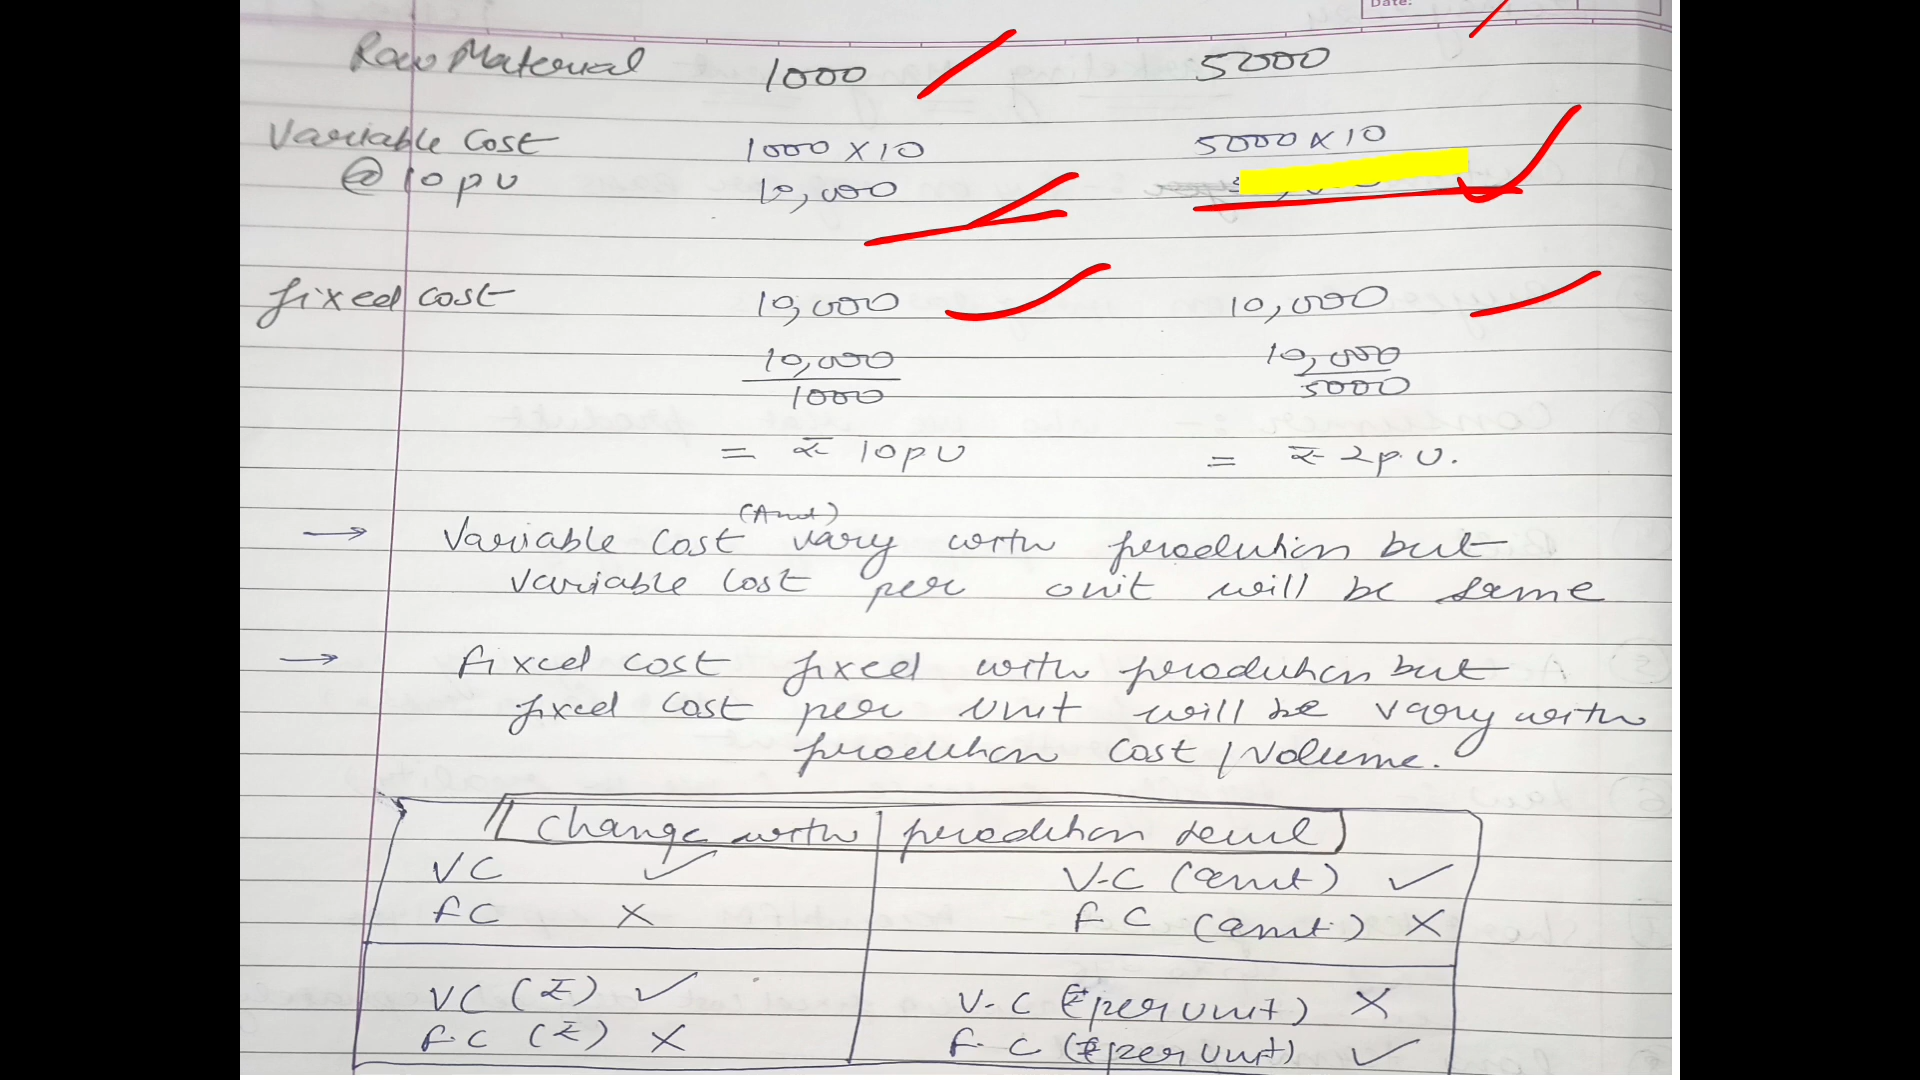 Date:
Raw Material 1000 5000
Variable Cost 1000 x 10 5000 x 10
@ 10 pu 10,000
fixed cost 10,000 10,000
10,000 10,000
1000 5000
= ₹ 10 pu = ₹ 2 p.u.
(Amt)
→ Variable Cost vary with production but
variable cost per unit will be same
→ fixed cost fixed with production but
fixed cost per unit will be vary with
production cost / Volume.
Change with production level
VC ✓ V.C (amt) ✓
FC X F.C (amt.) X
VC (₹) ✓ V.C (₹ per unit) X
F.C (₹) X F.C (₹ per unit) ✓